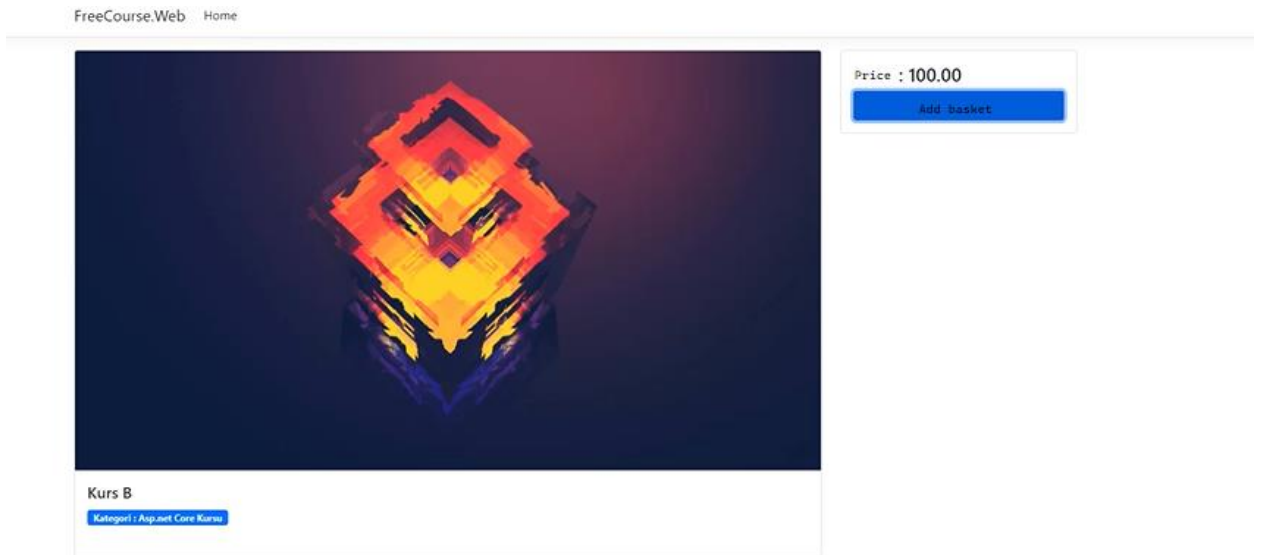 FreeCourse.Web Home
Price : 100.00
Add basket
Kurs B
Kategori : Asp.net Core Kursu